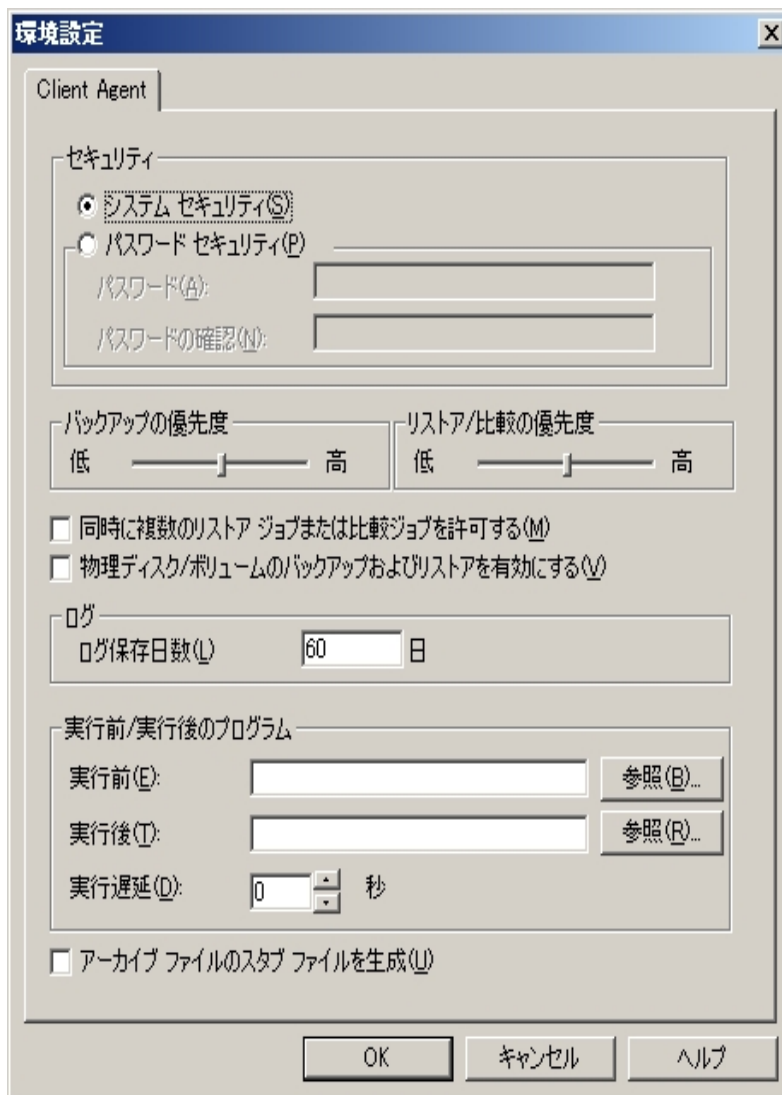 環境設定
Client Agent
セキュリティ
システム セキュリティ(S)
パスワード セキュリティ(P)
パスワード(A):
パスワードの確認(N):
バックアップの優先度 リストア/比較の優先度
低 高 低 高
同時に複数のリストア ジョブまたは比較ジョブを許可する(M)
物理ディスク/ボリュームのバックアップおよびリストアを有効にする(V)
ログ
ログ保存日数(L) 60 日
実行前/実行後のプログラム
実行前(E): 参照(B)...
実行後(T): 参照(R)...
実行遅延(D): 0 秒
アーカイブ ファイルのスタブ ファイルを生成(U)
OK キャンセル ヘルプ